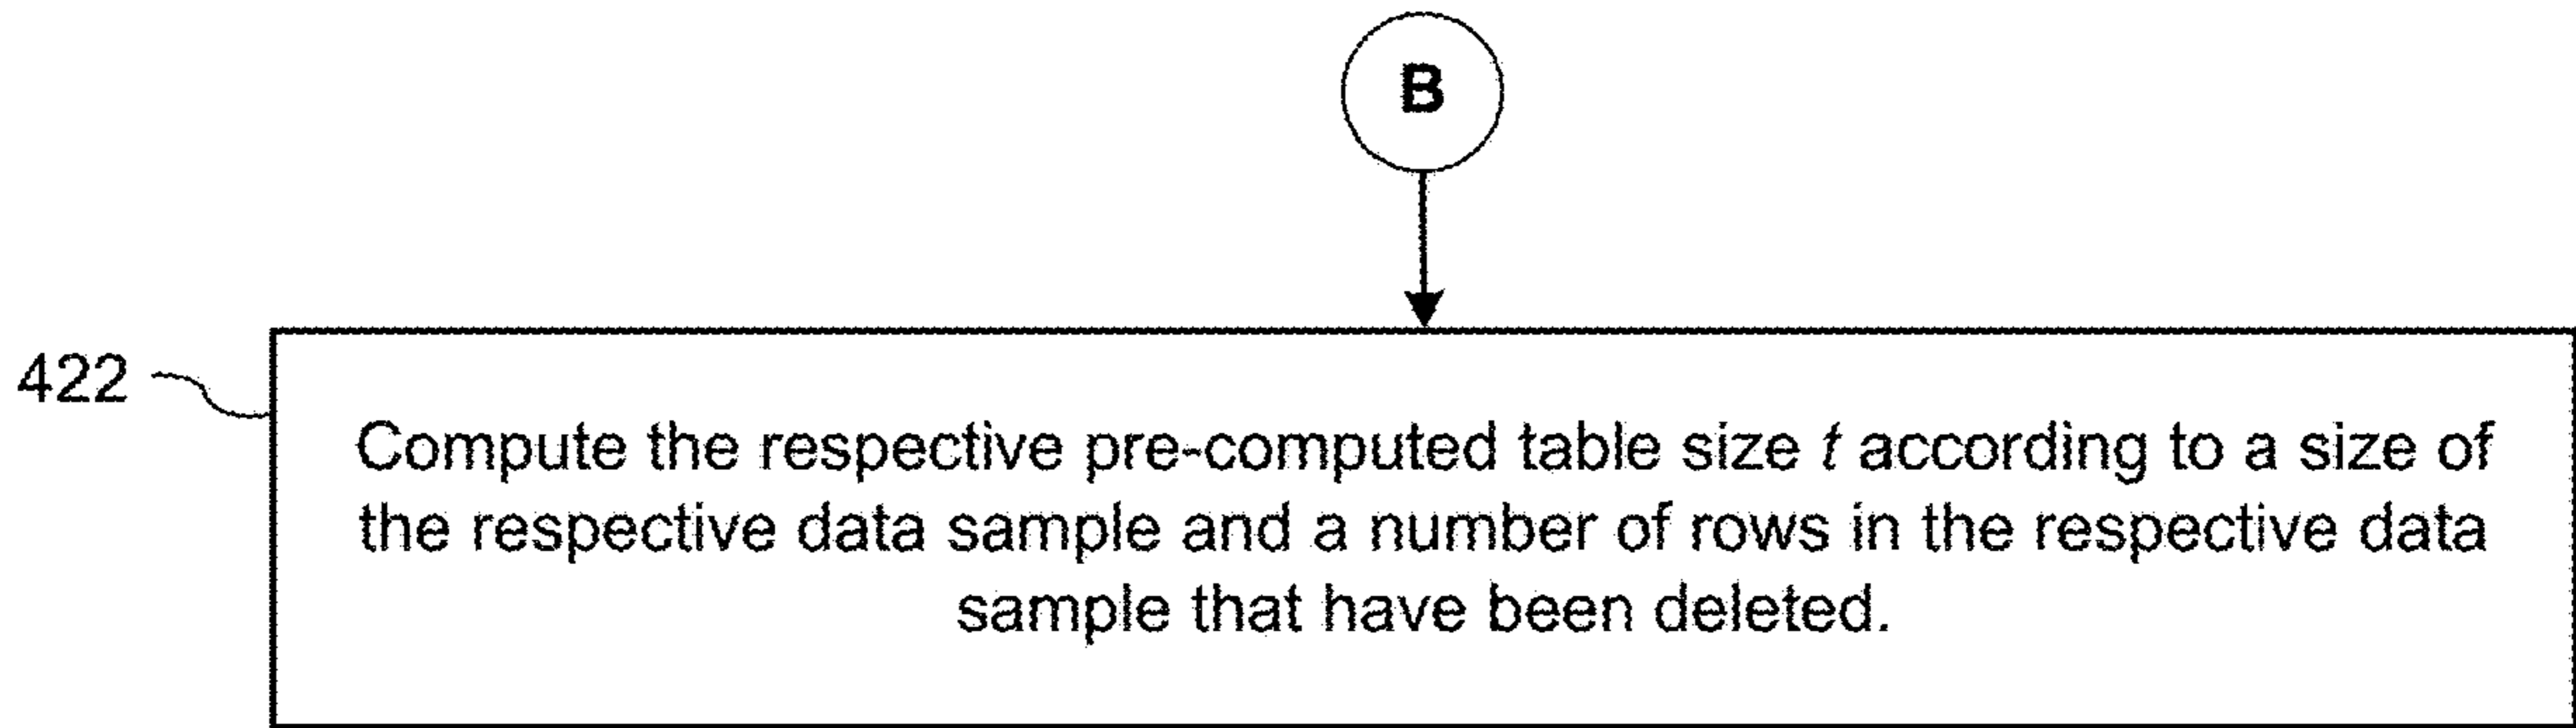 B
422
Compute the respective pre-computed table size t according to a size of
the respective data sample and a number of rows in the respective data
sample that have been deleted.